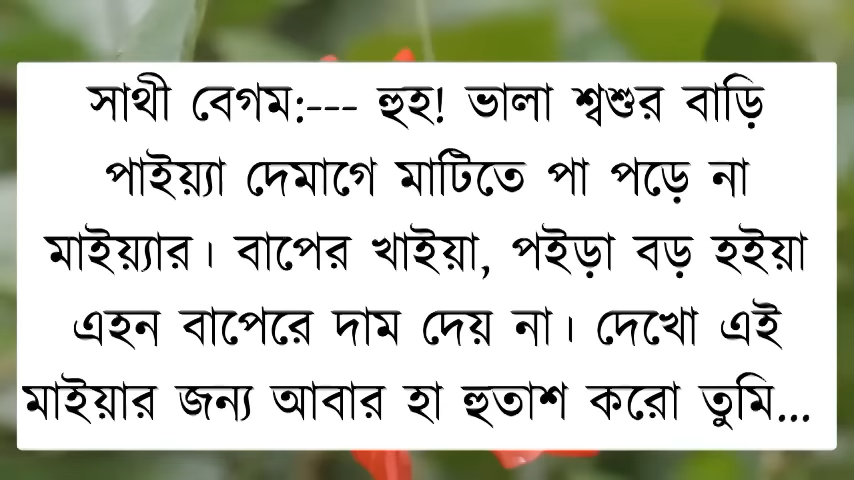 সাথী বেগম:--- হুহ! ভালা শ্বশুর বাড়ি
পাইয়্যা দেমাগে মাটিতে পা পড়ে না
মাইয়্যার। বাপের খাইয়া, পইড়া বড় হইয়া
এহন বাপেরে দাম দেয় না। দেখো এই
মাইয়ার জন্য আবার হা হুতাশ করো তুমি...